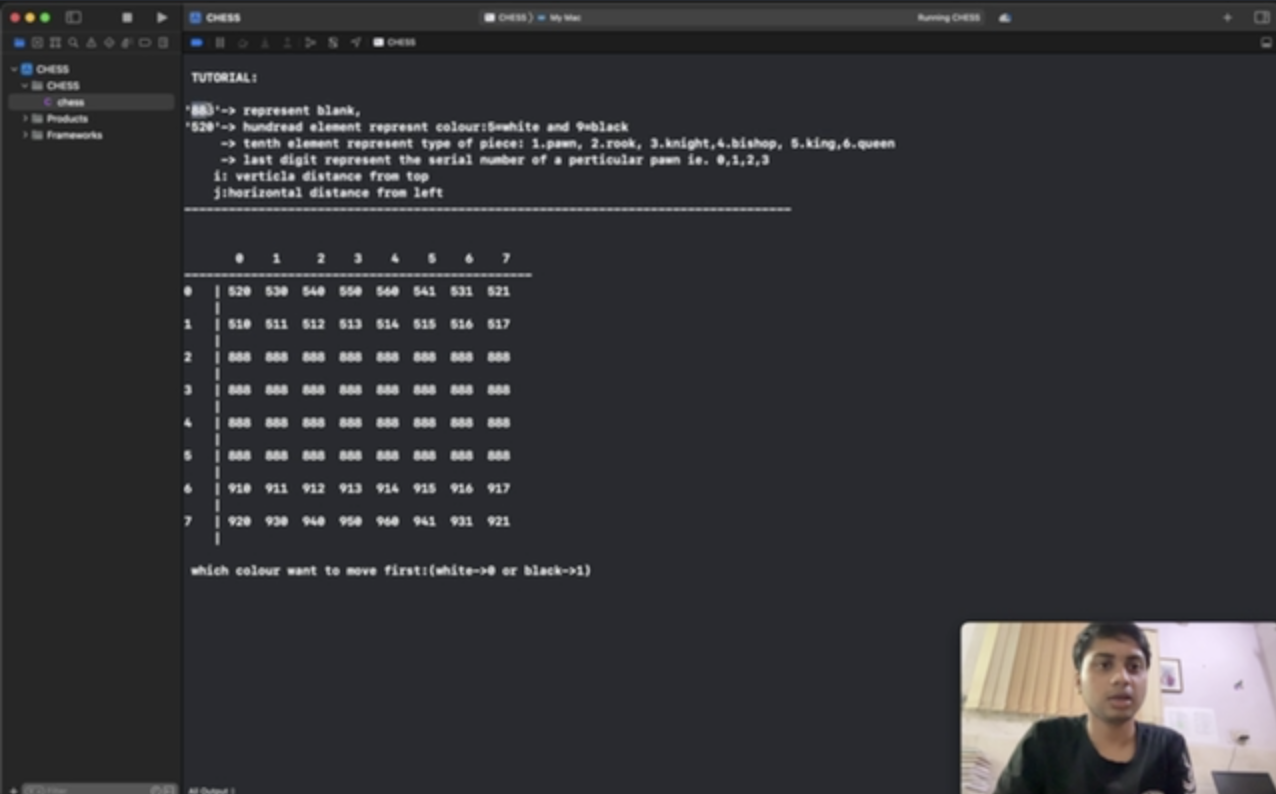 CHESS
CHESS ⟩ My Mac
Running CHESS
CHESS
CHESS
CHESS
C chess
Products
Frameworks
TUTORIAL:
'888'-> represent blank,
'520'-> hundread element represnt colour:5=white and 9=black
-> tenth element represent type of piece: 1.pawn, 2.rook, 3.knight,4.bishop, 5.king,6.queen
-> last digit represent the serial number of a perticular pawn ie. 0,1,2,3
i: verticla distance from top
j:horizontal distance from left
0 1 2 3 4 5 6 7
0 | 520 530 540 550 560 541 531 521
1 | 510 511 512 513 514 515 516 517
2 | 888 888 888 888 888 888 888 888
3 | 888 888 888 888 888 888 888 888
4 | 888 888 888 888 888 888 888 888
5 | 888 888 888 888 888 888 888 888
6 | 910 911 912 913 914 915 916 917
7 | 920 930 940 950 960 941 931 921
which colour want to move first:(white->0 or black->1)
Filter
All Output